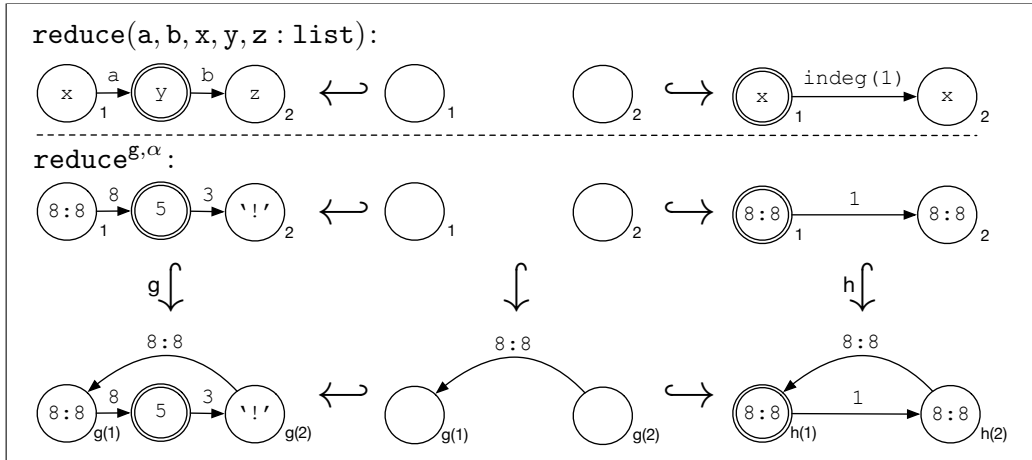 reduce(a, b, x, y, z : list):
a b indeg(1)
x y z x x
1 2 1 2 1 2
reduce^{g,α}:
8 3 1
8:8 5 '!' 8:8 8:8
1 2 1 2 1 2
g h
8:8 8:8 8:8
8 3 1
8:8 5 '!' 8:8 8:8
g(1) g(2) g(1) g(2) h(1) h(2)